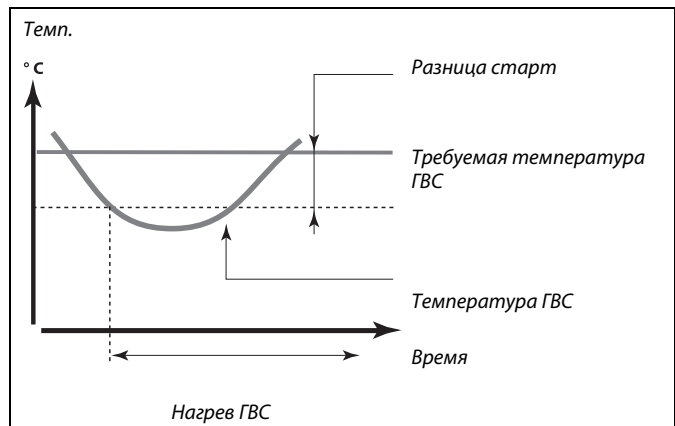 Темп.
° C
Разница старт
Требуемая температура
ГВС
Температура ГВС
Время
Нагрев ГВС